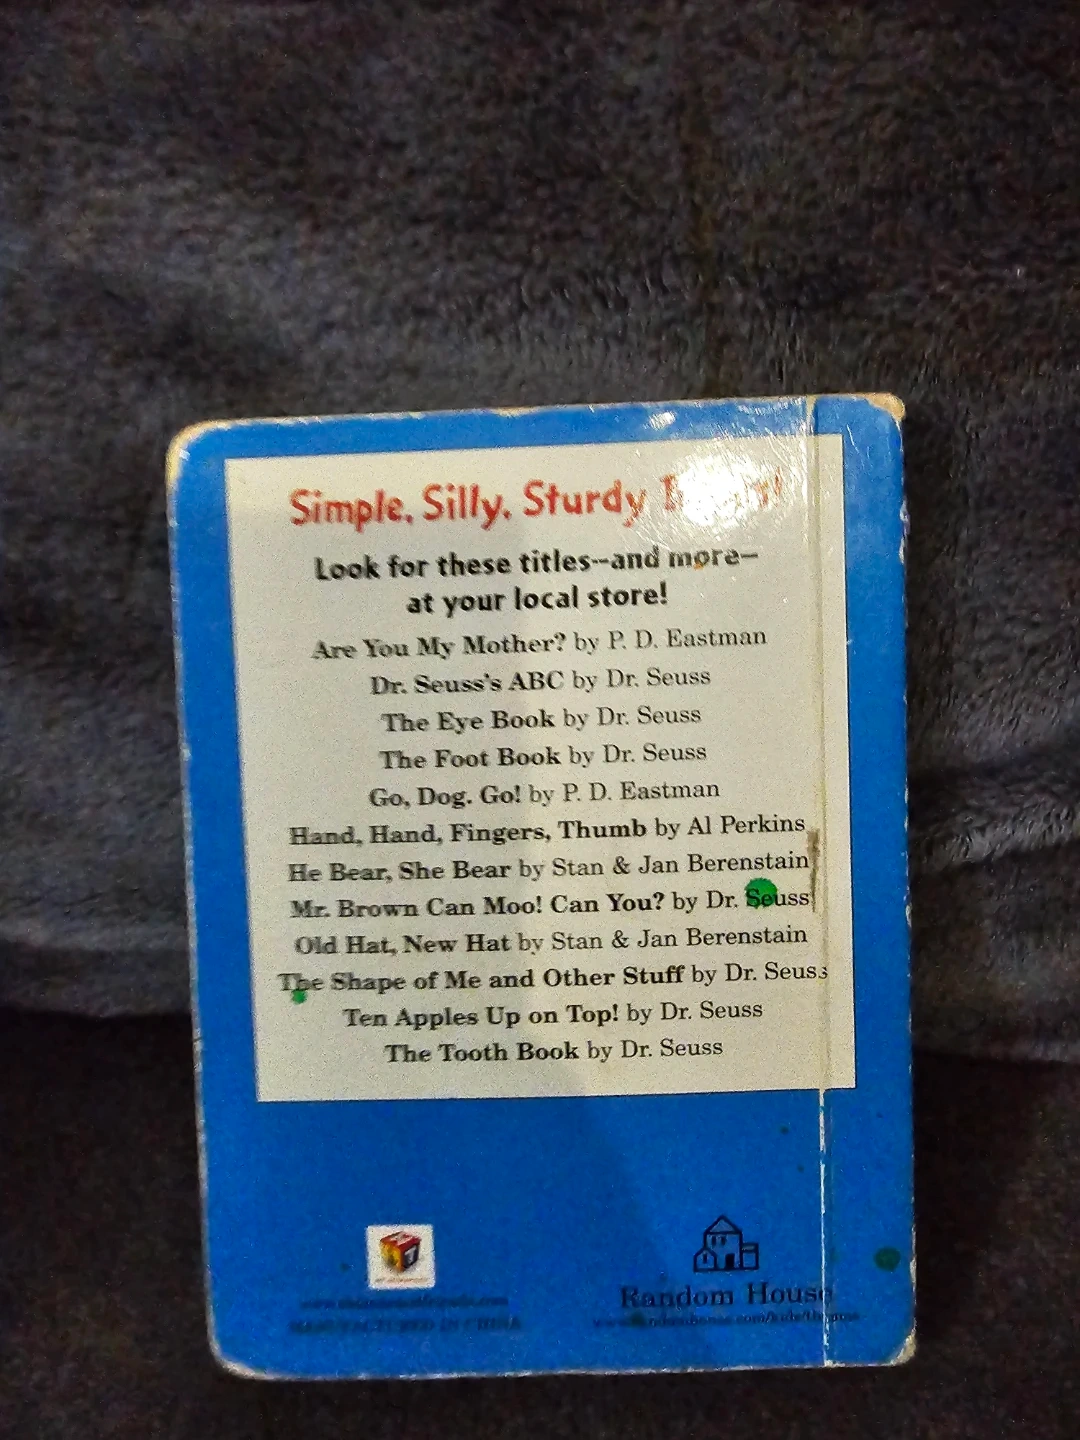 Simple, Silly, Sturdy
Look for these titles--and more--
at your local store!
Are You My Mother? by P. D. Eastman
Dr. Seuss's ABC by Dr. Seuss
The Eye Book by Dr. Seuss
The Foot Book by Dr. Seuss
Go, Dog. Go! by P. D. Eastman
Hand, Hand, Fingers, Thumb by Al Perkins
He Bear, She Bear by Stan & Jan Berenstain
Mr. Brown Can Moo! Can You? by Dr. Seuss
Old Hat, New Hat by Stan & Jan Berenstain
The Shape of Me and Other Stuff by Dr. Seuss
Ten Apples Up on Top! by Dr. Seuss
The Tooth Book by Dr. Seuss
MANUFACTURED IN CHINA
Random House